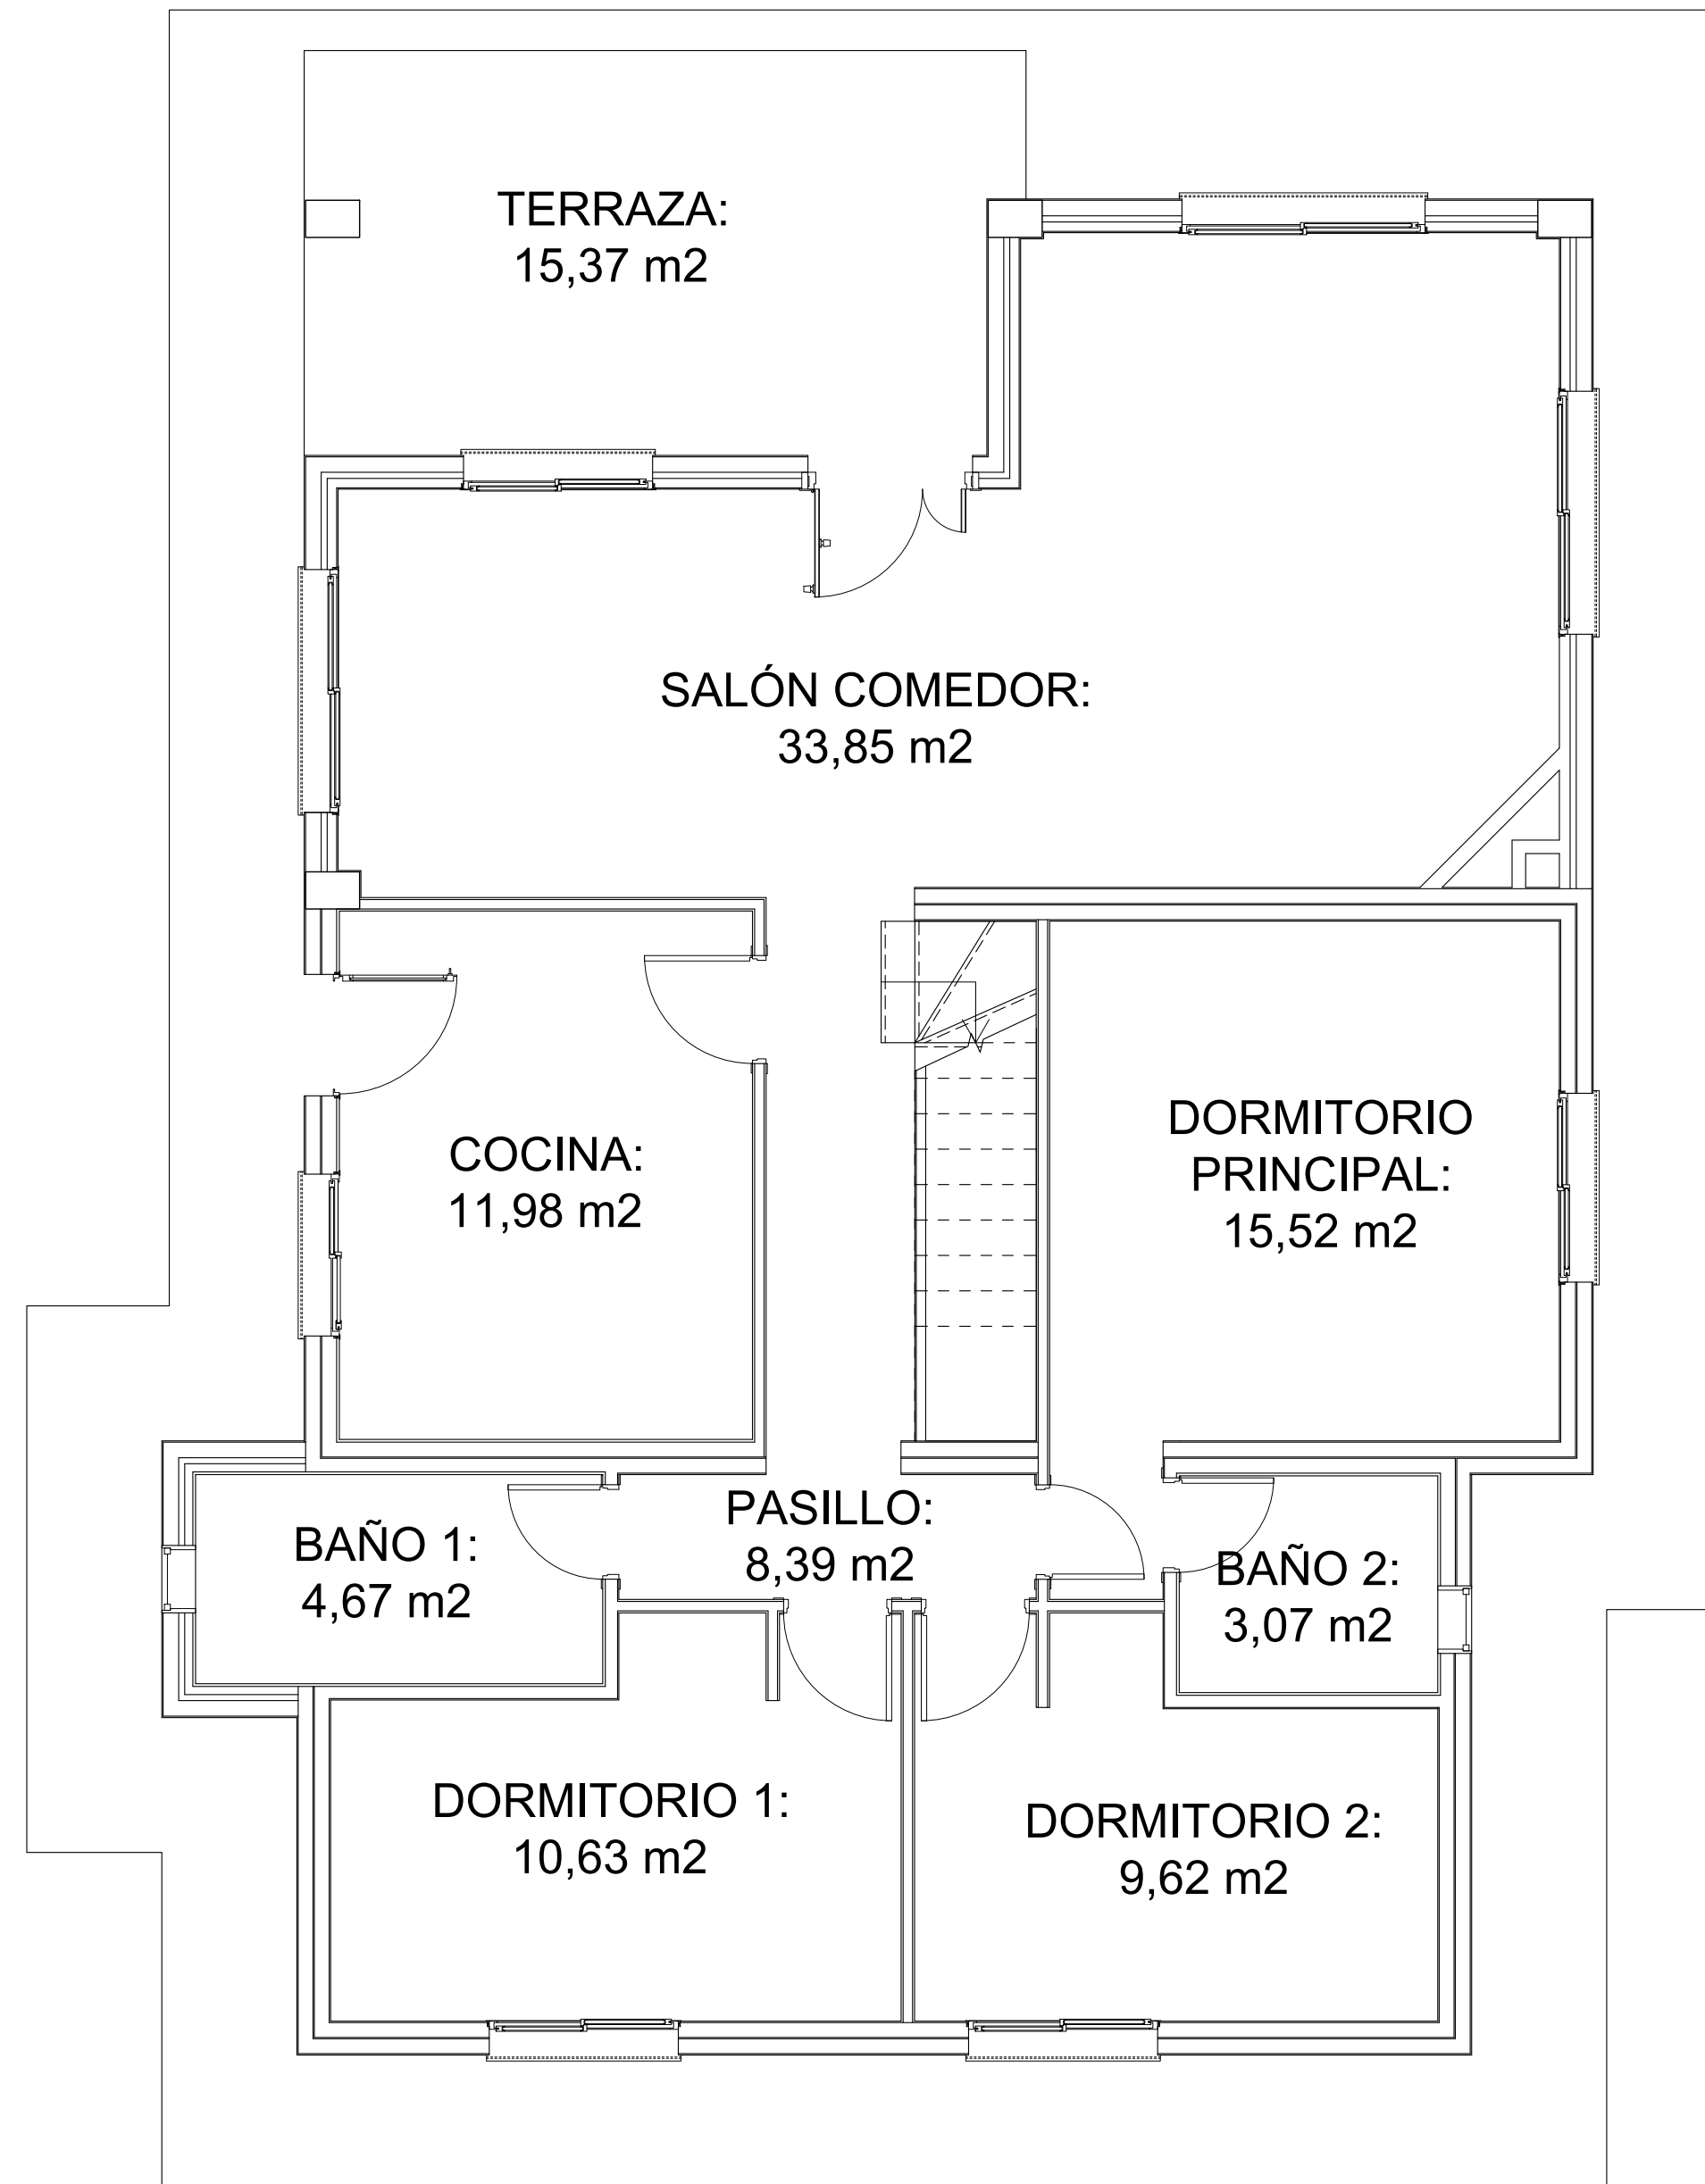 TERRAZA:
15,37 m2
SALÓN COMEDOR:
33,85 m2
COCINA:
11,98 m2
DORMITORIO
PRINCIPAL:
15,52 m2
PASILLO:
8,39 m2
BAÑO 1:
4,67 m2
BAÑO 2:
3,07 m2
DORMITORIO 1:
10,63 m2
DORMITORIO 2:
9,62 m2